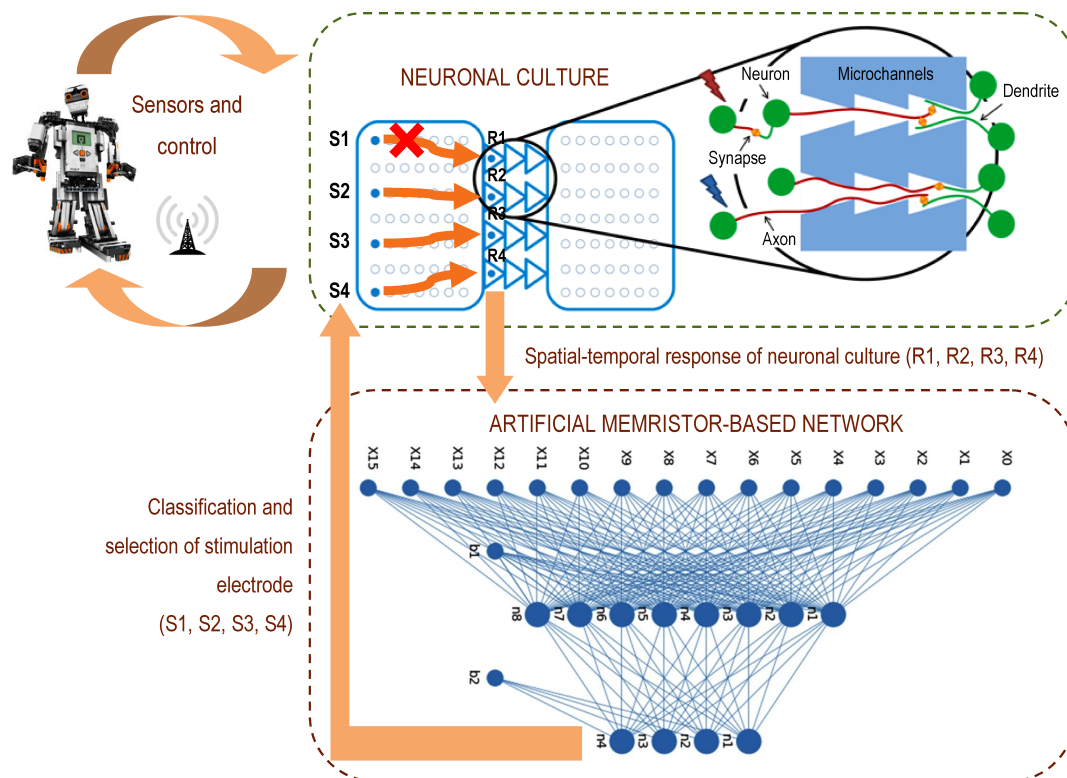 NEURONAL CULTURE
Sensors and
control
Neuron
Microchannels
Dendrite
Synapse
Axon
S1
S2
S3
S4
R1
R2
R3
R4
Spatial-temporal response of neuronal culture (R1, R2, R3, R4)
ARTIFICIAL MEMRISTOR-BASED NETWORK
X15 X14 X13 X12 X11 X10 X9 X8 X7 X6 X5 X4 X3 X2 X1 X0
Classification and
selection of stimulation
electrode
(S1, S2, S3, S4)
b1
n8 n7 n6 n5 n4 n3 n2 n1
b2
n4 n3 n2 n1